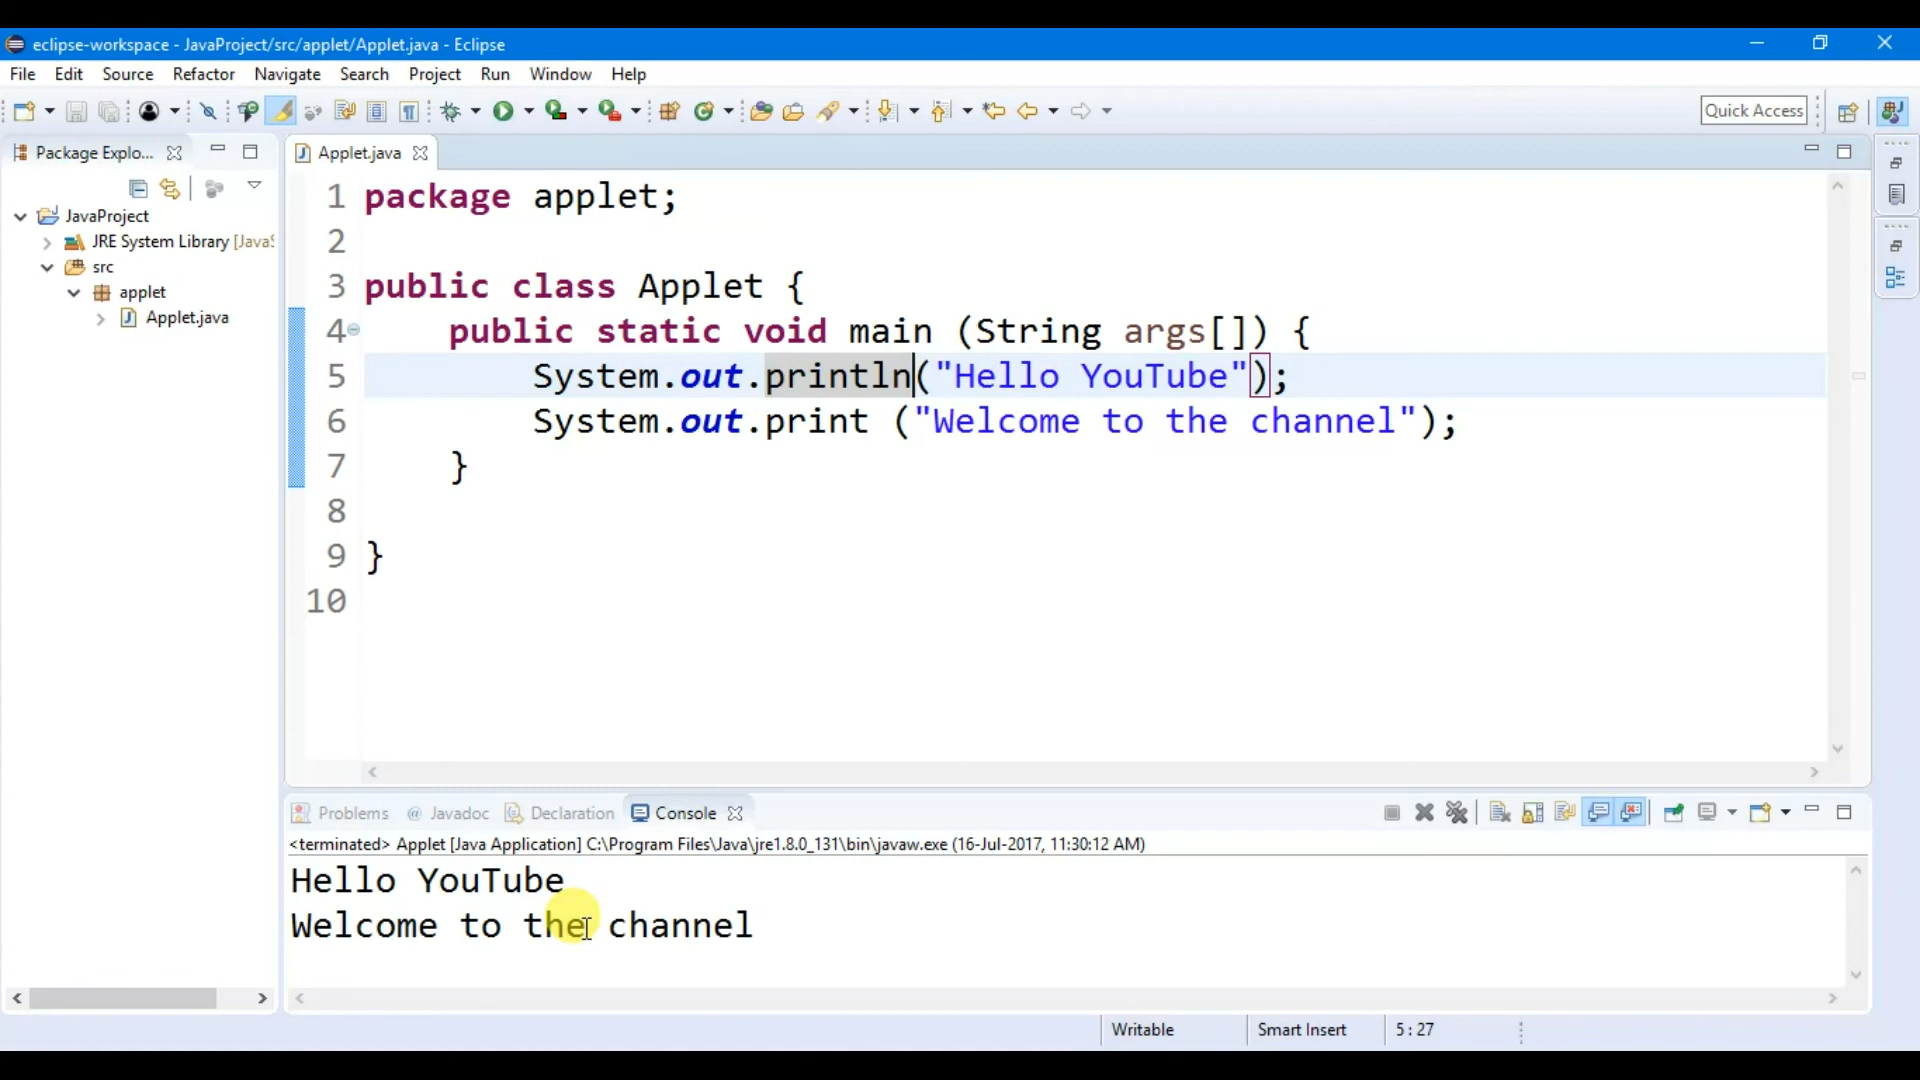 eclipse-workspace - JavaProject/src/applet/Applet.java - Eclipse
File Edit Source Refactor Navigate Search Project Run Window Help
Quick Access
Package Explo...
JavaProject
JRE System Library [JavaS
src
applet
Applet.java
Applet.java
1 package applet;
2
3 public class Applet {
4 public static void main (String args[]) {
5 System.out.println("Hello YouTube");
6 System.out.print ("Welcome to the channel");
7 }
8
9 }
10
Problems @ Javadoc Declaration Console
<terminated> Applet [Java Application] C:\Program Files\Java\jre1.8.0_131\bin\javaw.exe (16-Jul-2017, 11:30:12 AM)
Hello YouTube
Welcome to the channel
Writable Smart Insert 5 : 27